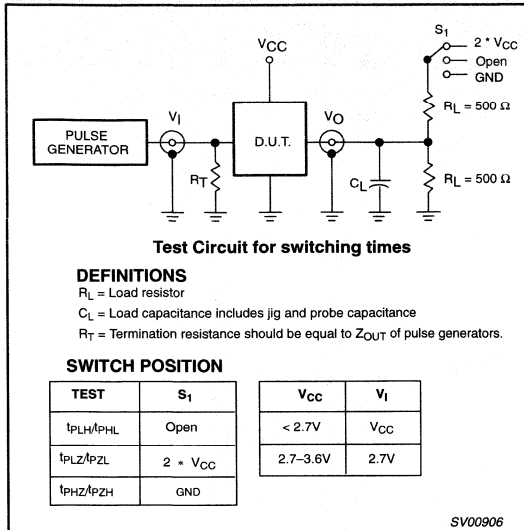 S1
2 * VCC
Open
GND
VCC
RL = 500 Ω
PULSE GENERATOR
VI
D.U.T.
VO
RT
CL
RL = 500 Ω
Test Circuit for switching times
DEFINITIONS
RL = Load resistor
CL = Load capacitance includes jig and probe capacitance
RT = Termination resistance should be equal to ZOUT of pulse generators.
SWITCH POSITION
TEST S1
tPLH/tPHL Open
tPLZ/tPZL 2 * VCC
tPHZ/tPZH GND
VCC VI
< 2.7V VCC
2.7–3.6V 2.7V
SV00906